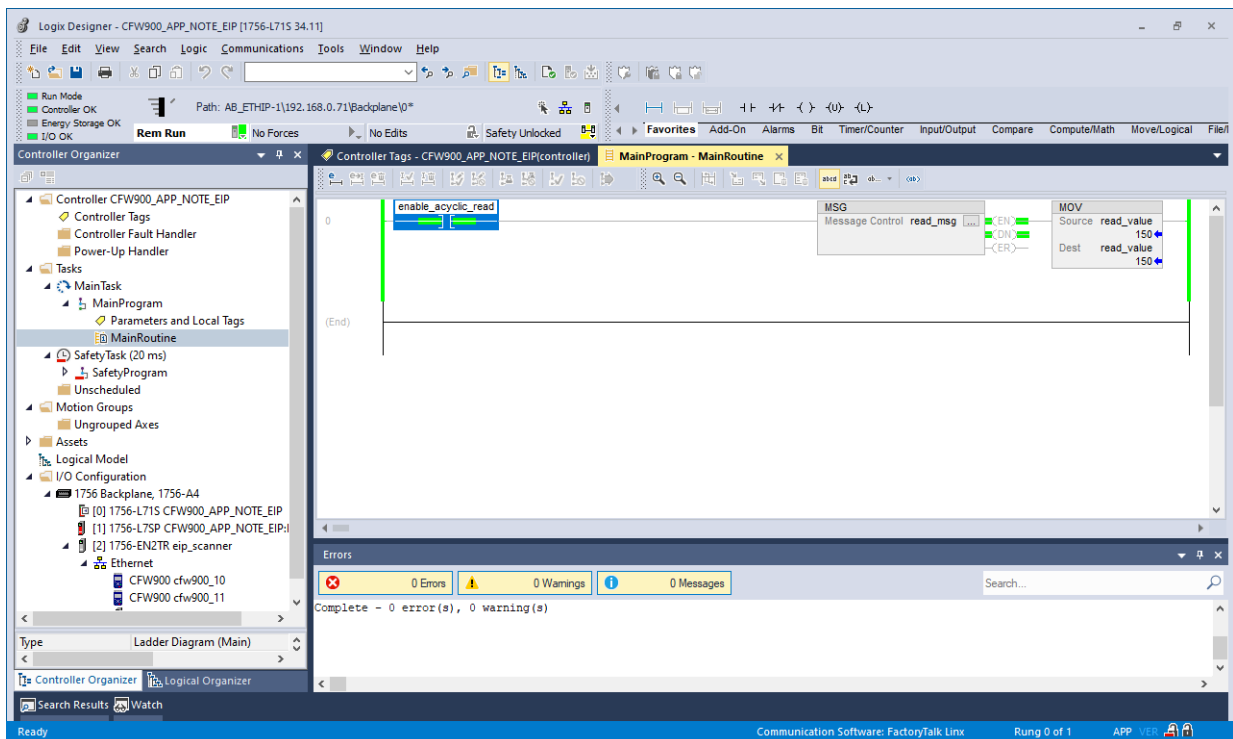 Logix Designer - CFW900_APP_NOTE_EIP [1756-L71S 34.11]
File Edit View Search Logic Communications Tools Window Help
Run Mode
Controller OK
Energy Storage OK
I/O OK
Path: AB_ETHIP-1\192.168.0.71\Backplane\0*
Rem Run No Forces No Edits Safety Unlocked
Favorites Add-On Alarms Bit Timer/Counter Input/Output Compare Compute/Math Move/Logical File/
Controller Organizer
Controller Tags - CFW900_APP_NOTE_EIP(controller) MainProgram - MainRoutine
Controller CFW900_APP_NOTE_EIP
Controller Tags
Controller Fault Handler
Power-Up Handler
Tasks
MainTask
MainProgram
Parameters and Local Tags
MainRoutine
SafetyTask (20 ms)
SafetyProgram
Unscheduled
Motion Groups
Ungrouped Axes
Assets
Logical Model
I/O Configuration
1756 Backplane, 1756-A4
[0] 1756-L71S CFW900_APP_NOTE_EIP
[1] 1756-L7SP CFW900_APP_NOTE_EIP:
[2] 1756-EN2TR eip_scanner
Ethernet
CFW900 cfw900_10
CFW900 cfw900_11
Type Ladder Diagram (Main)
Controller Organizer Logical Organizer
0
enable_acyclic_read
MSG
Message Control read_msg ...
(EN)
(DN)
(ER)
MOV
Source read_value
150
Dest read_value
150
(End)
Errors
0 Errors 0 Warnings 0 Messages Search...
Complete - 0 error(s), 0 warning(s)
Search Results Watch
Ready Communication Software: FactoryTalk Linx Rung 0 of 1 APP VER